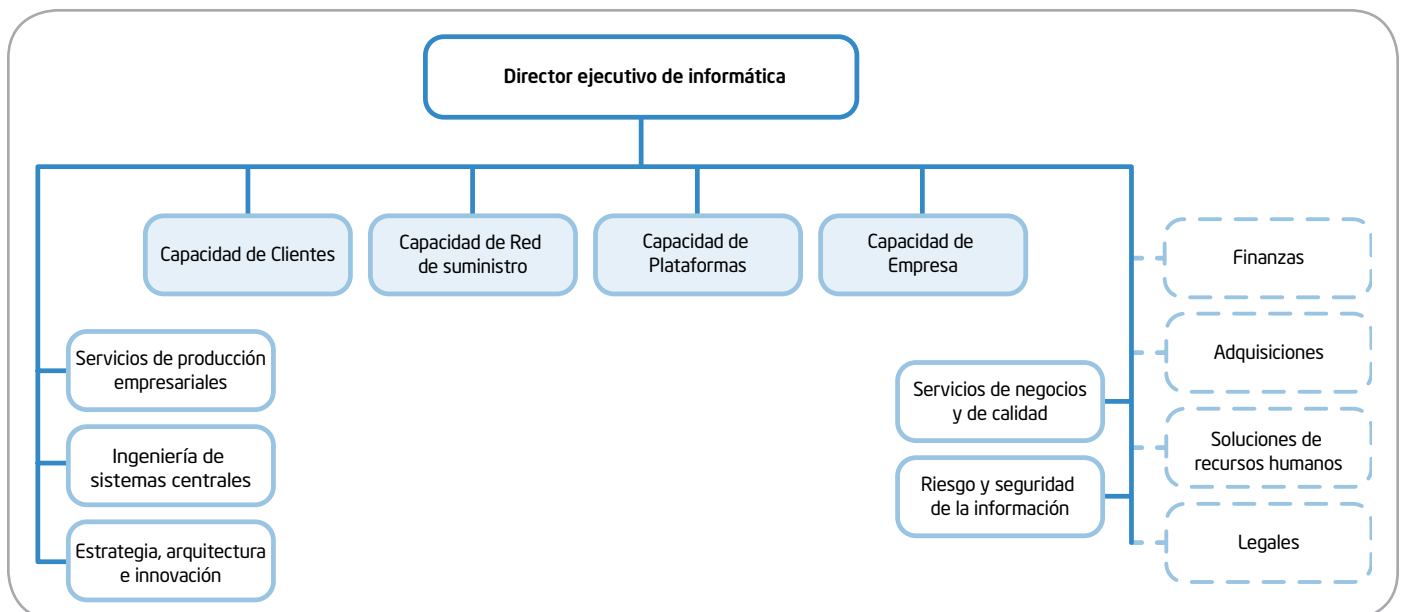 Director ejecutivo de informática
Capacidad de Clientes
Capacidad de Red
de suministro
Capacidad de
Plataformas
Capacidad de
Empresa
Finanzas
Servicios de producción
empresariales
Adquisiciones
Servicios de negocios
y de calidad
Ingeniería de
sistemas centrales
Soluciones de
recursos humanos
Riesgo y seguridad
de la información
Estrategia, arquitectura
e innovación
Legales